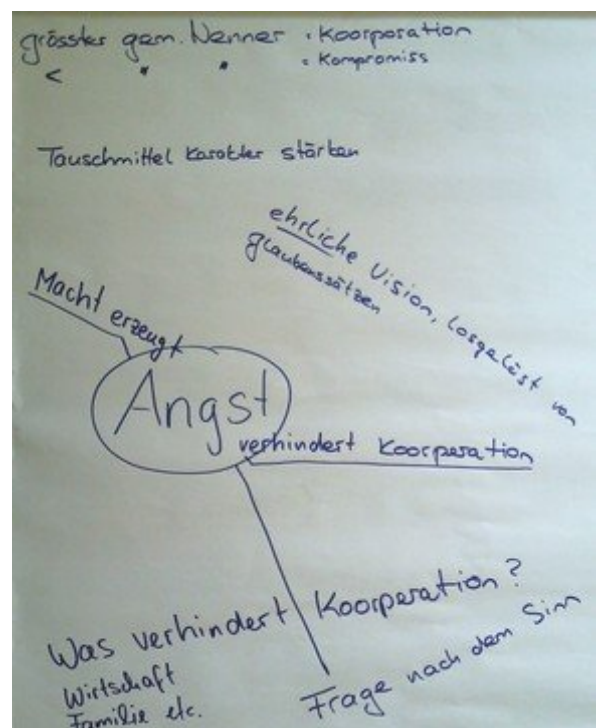 grösster gem. Nenner · Koorporation
< " " · Kompromiss
Tauschmittel Karakter stärken
ehrliche Vision, losgelöst von
glaubenssätzen
Macht erzeugt
Angst
verhindert Koorperation
Was verhindert Koorperation?
Wirtschaft
Familie etc.
Frage nach dem Sinn